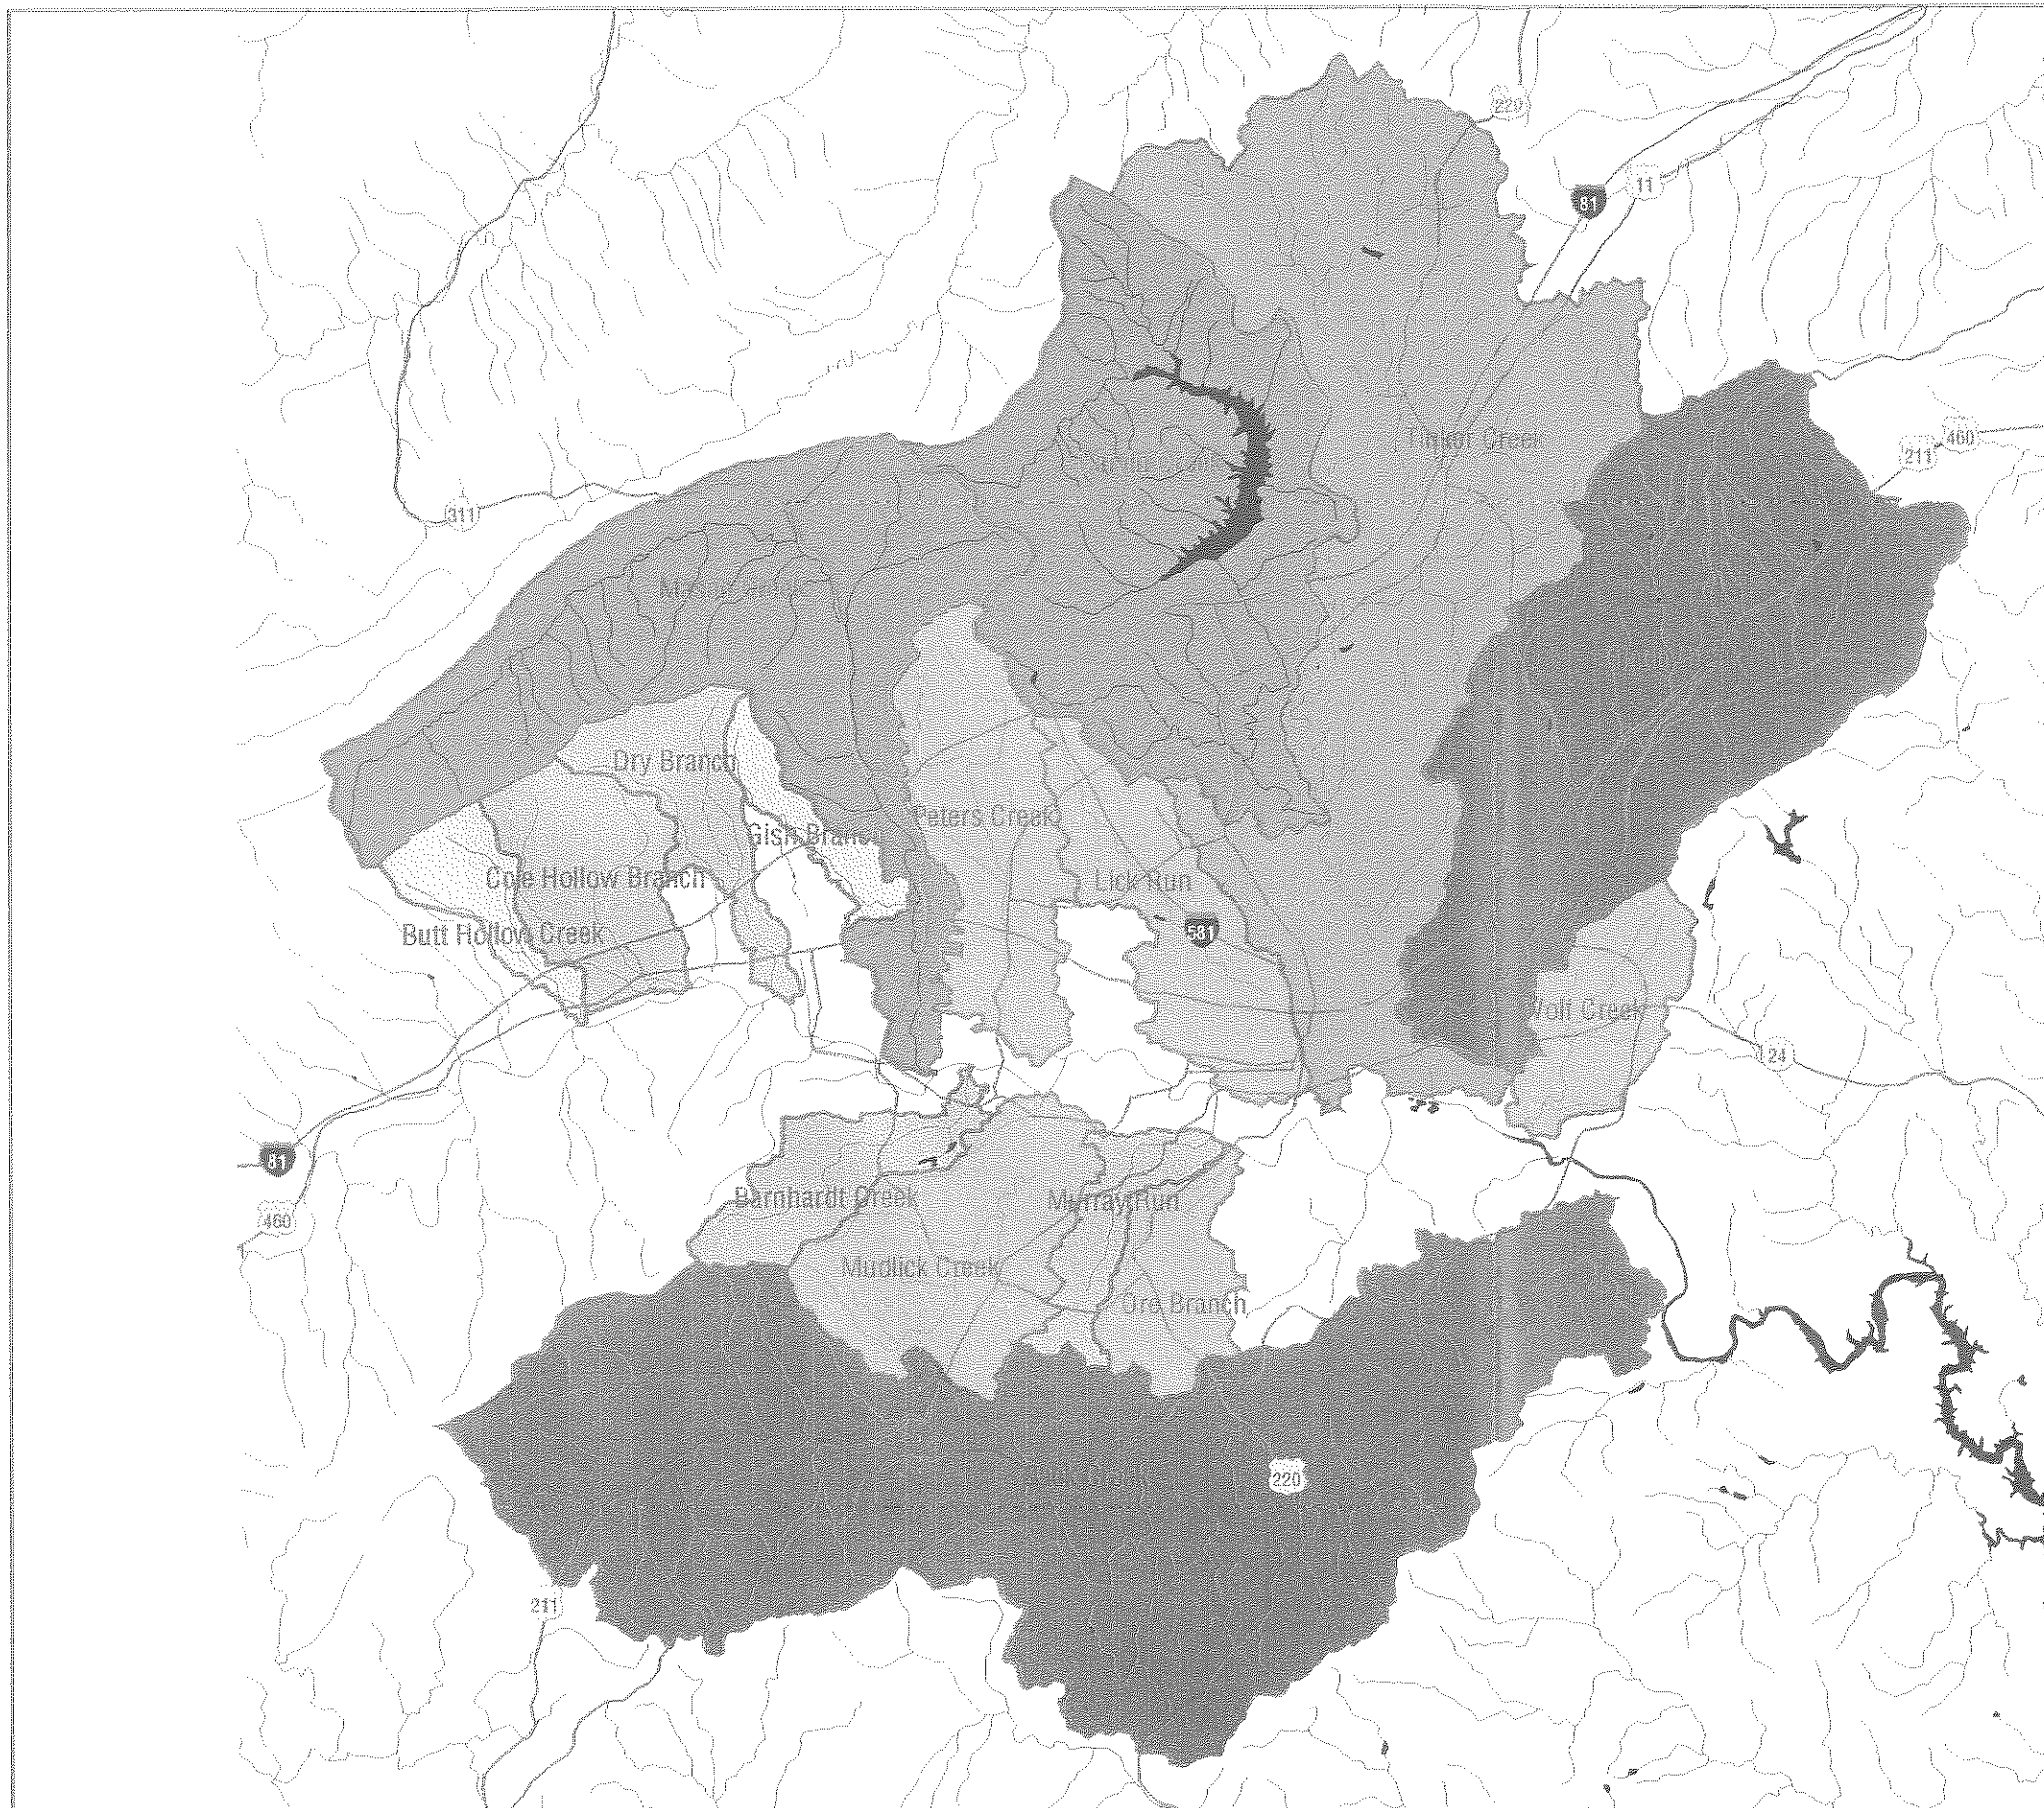 220
81
11
Tinker Creek
460
211
311
Dry Branch
Peters Creek
Gish Branch
Cole Hollow Branch
Lick Run
Butt Hollow Creek
581
Wolf Creek
24
81
Barnhardt Creek
Murray Run
460
Mudlick Creek
Ore Branch
220
211